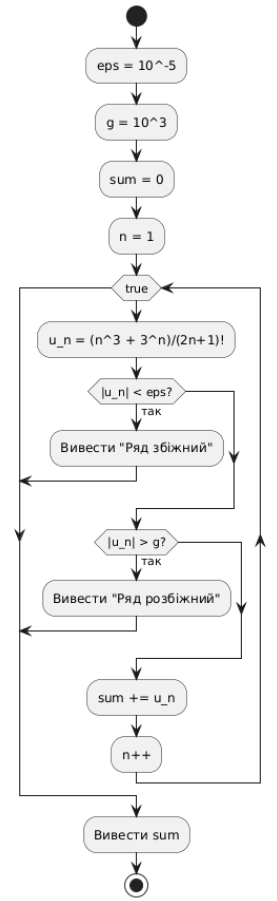 eps = 10^-5
g = 10^3
sum = 0
n = 1
true
u_n = (n^3 + 3^n)/(2n+1)!
|u_n| < eps?
так
Вивести "Ряд збіжний"
|u_n| > g?
так
Вивести "Ряд розбіжний"
sum += u_n
n++
Вивести sum